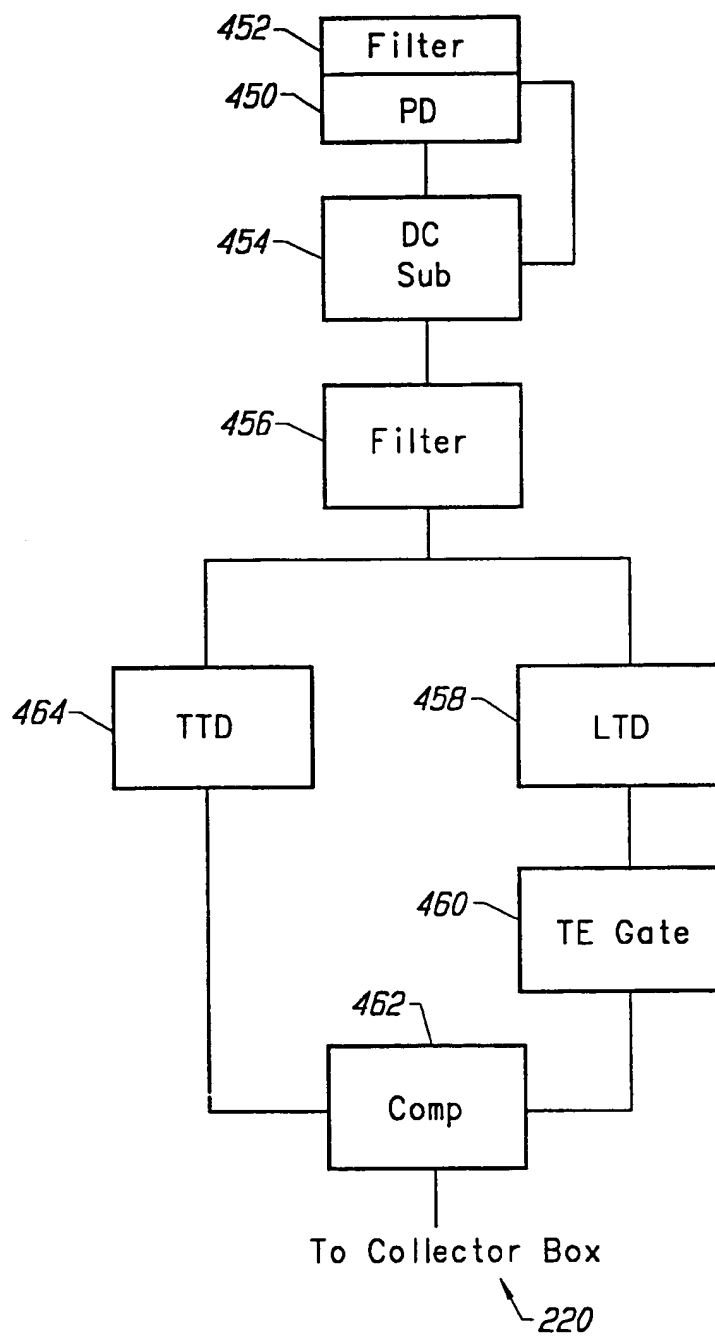 452
Filter
450
PD
454
DC
Sub
456
Filter
464
TTD
458
LTD
460
TE Gate
462
Comp
To Collector Box
220